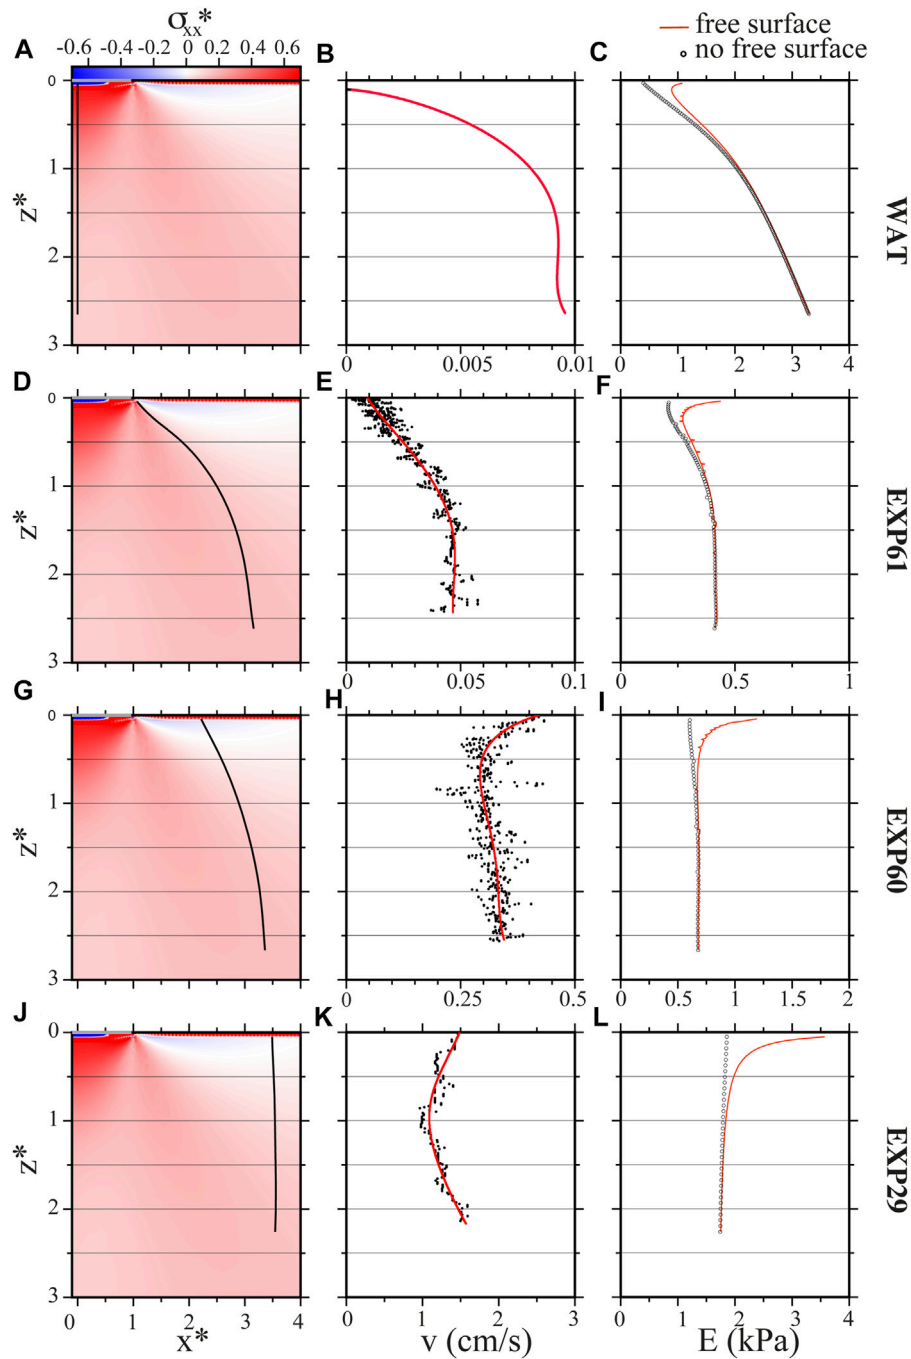 σxx*
-0.6 -0.4 -0.2 0 0.2 0.4 0.6
free surface
no free surface
A
B
C
0
1
2
3
z*
0 0.005 0.01
0 1 2 3 4
WAT
D
E
F
0
1
2
3
z*
0 0.05 0.1
0 0.5 1
EXP61
G
H
I
0
1
2
3
z*
0 0.25 0.5
0 0.5 1 1.5 2
EXP60
J
K
L
0
1
2
3
z*
0 1 2 3 4
0 1 2 3
0 1 2 3 4
EXP29
x*
v (cm/s)
E (kPa)